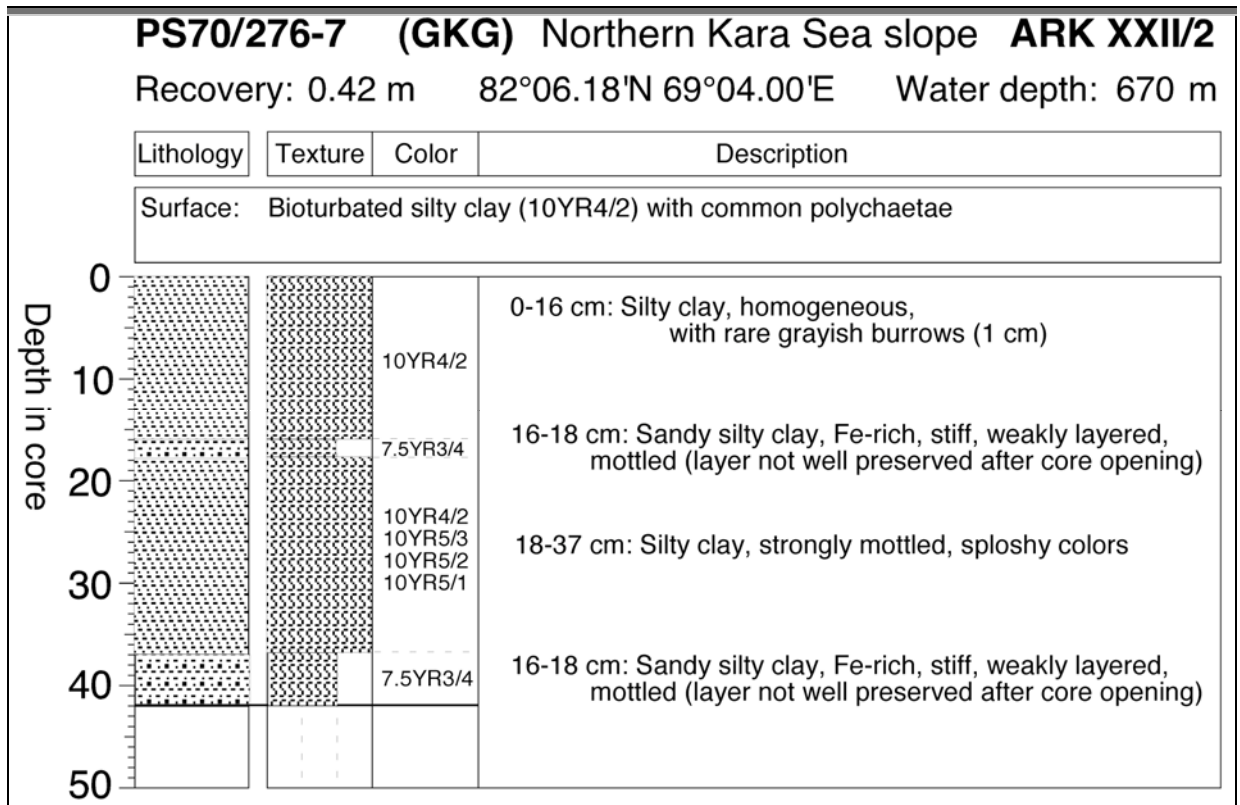 PS70/276-7 (GKG) Northern Kara Sea slope ARK XXII/2
Recovery: 0.42 m 82°06.18'N 69°04.00'E Water depth: 670 m
Lithology Texture Color Description
Surface: Bioturbated silty clay (10YR4/2) with common polychaetae
Depth in core
0
10
20
30
40
50
10YR4/2
7.5YR3/4
10YR4/2
10YR5/3
10YR5/2
10YR5/1
7.5YR3/4
0-16 cm: Silty clay, homogeneous,
with rare grayish burrows (1 cm)
16-18 cm: Sandy silty clay, Fe-rich, stiff, weakly layered,
mottled (layer not well preserved after core opening)
18-37 cm: Silty clay, strongly mottled, sploshy colors
16-18 cm: Sandy silty clay, Fe-rich, stiff, weakly layered,
mottled (layer not well preserved after core opening)